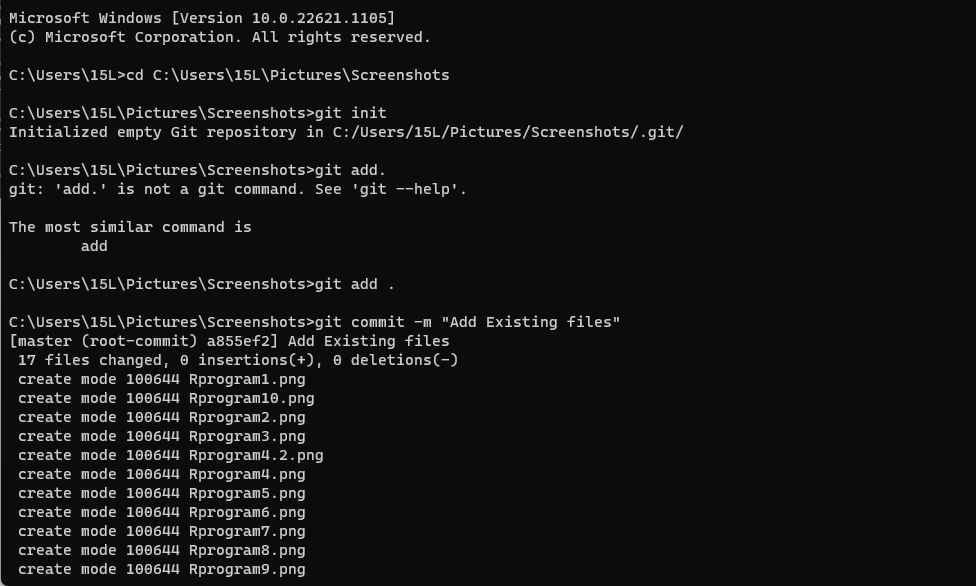 Microsoft Windows [Version 10.0.22621.1105]
(c) Microsoft Corporation. All rights reserved.
C:\Users\15L>cd C:\Users\15L\Pictures\Screenshots
C:\Users\15L\Pictures\Screenshots>git init
Initialized empty Git repository in C:/Users/15L/Pictures/Screenshots/.git/
C:\Users\15L\Pictures\Screenshots>git add.
git: 'add.' is not a git command. See 'git --help'.
The most similar command is
add
C:\Users\15L\Pictures\Screenshots>git add .
C:\Users\15L\Pictures\Screenshots>git commit -m "Add Existing files"
[master (root-commit) a855ef2] Add Existing files
17 files changed, 0 insertions(+), 0 deletions(-)
create mode 100644 Rprogram1.png
create mode 100644 Rprogram10.png
create mode 100644 Rprogram2.png
create mode 100644 Rprogram3.png
create mode 100644 Rprogram4.2.png
create mode 100644 Rprogram4.png
create mode 100644 Rprogram5.png
create mode 100644 Rprogram6.png
create mode 100644 Rprogram7.png
create mode 100644 Rprogram8.png
create mode 100644 Rprogram9.png